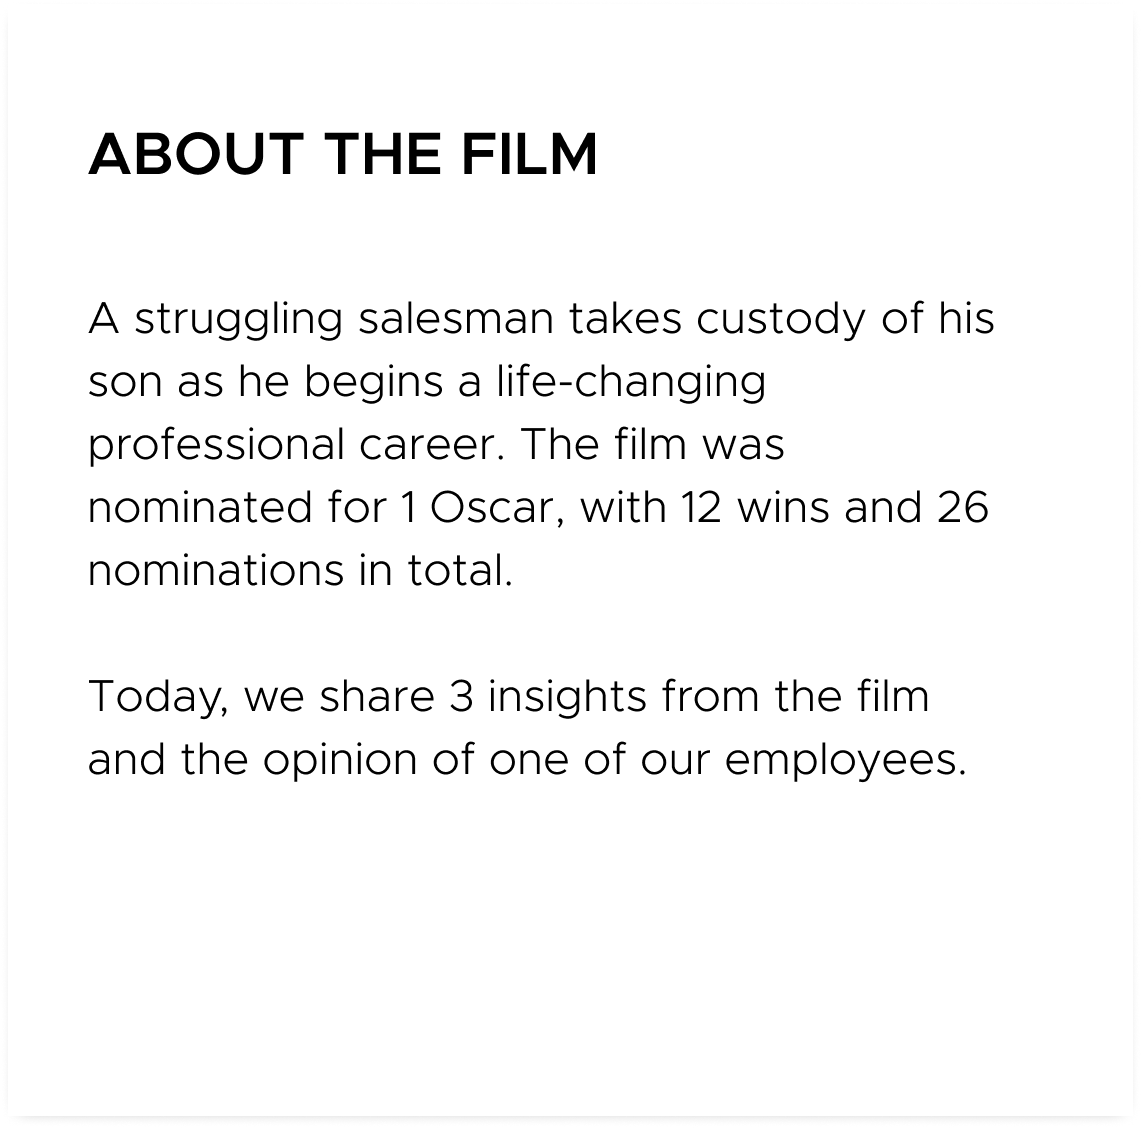 ABOUT THE FILM
A struggling salesman takes custody of his
son as he begins a life-changing
professional career. The film was
nominated for 1 Oscar, with 12 wins and 26
nominations in total.
Today, we share 3 insights from the film
and the opinion of one of our employees.